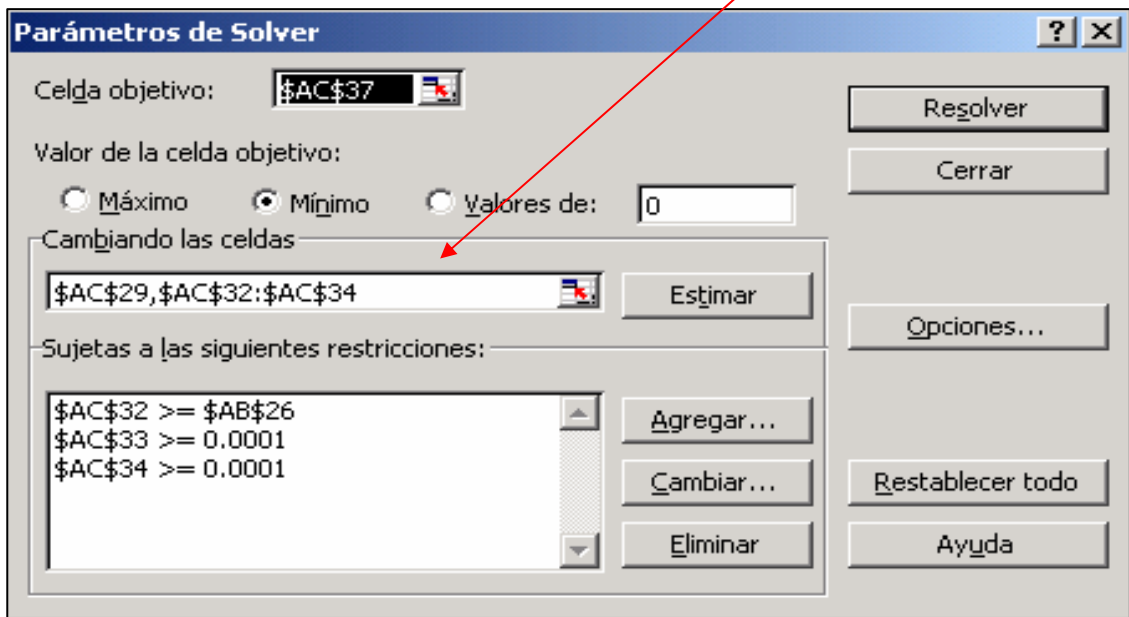 Parámetros de Solver
Celda objetivo: $AC$37
Resolver
Valor de la celda objetivo:
Cerrar
Máximo Mínimo Valores de: 0
Cambiando las celdas
$AC$29,$AC$32:$AC$34 Estimar
Opciones...
Sujetas a las siguientes restricciones:
$AC$32 >= $AB$26
$AC$33 >= 0.0001
$AC$34 >= 0.0001
Agregar...
Cambiar... Restablecer todo
Eliminar Ayuda